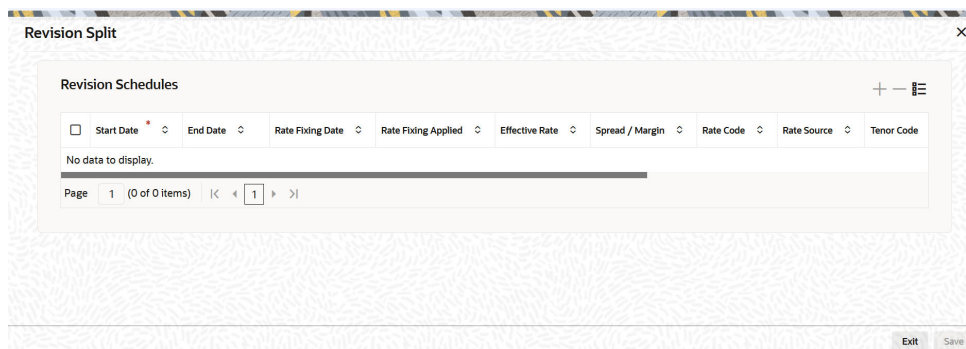 Revision Split
Revision Schedules
Start Date * End Date Rate Fixing Date Rate Fixing Applied Effective Rate Spread / Margin Rate Code Rate Source Tenor Code
No data to display.
Page 1 (0 of 0 items) 1
Exit Save